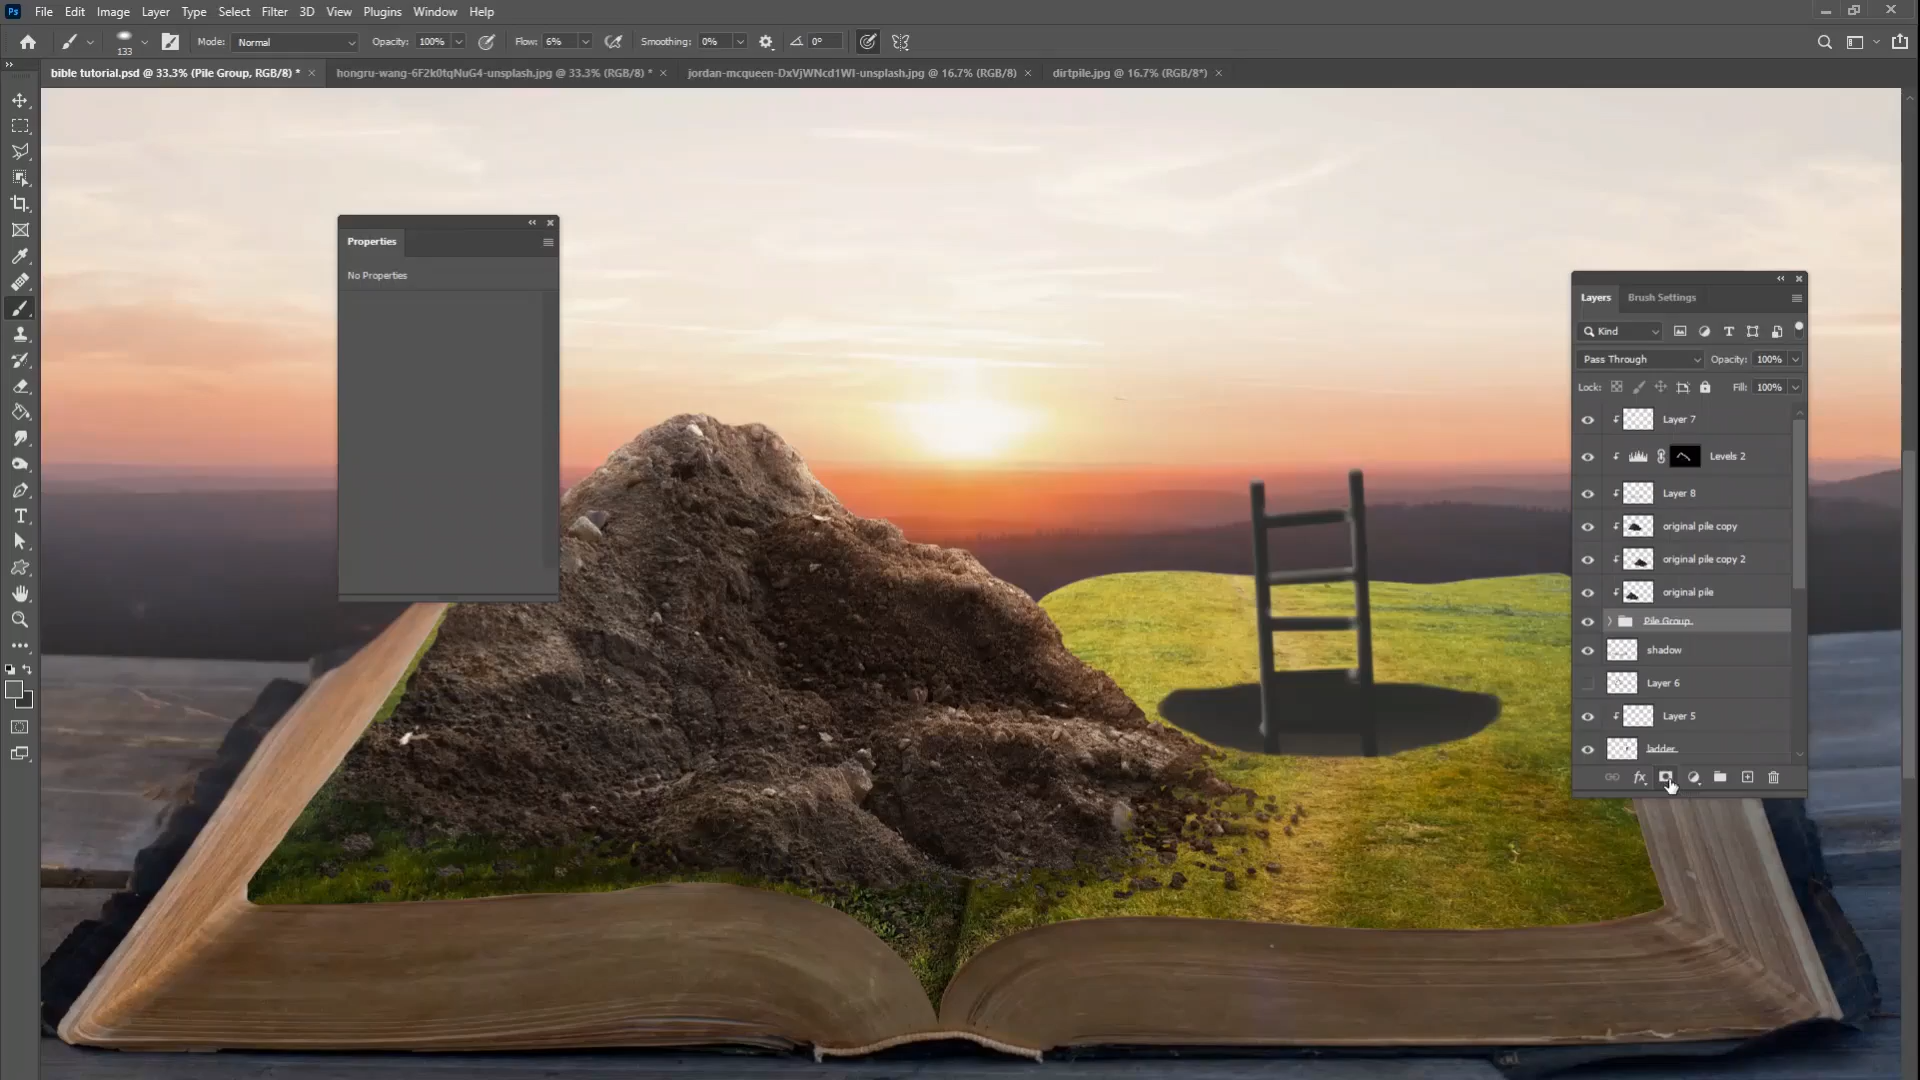 Ps File Edit Image Layer Type Select Filter 3D View Plugins Window Help
133 Mode: Normal Opacity: 100% Flow: 6% Smoothing: 0% 0°
bible tutorial.psd @ 33.3% (Pile Group, RGB/8) * hongru-wang-6F2k0tqNuG4-unsplash.jpg @ 33.3% (RGB/8) * jordan-mcqueen-DxVjWNcd1WI-unsplash.jpg @ 16.7% (RGB/8) dirtpile.jpg @ 16.7% (RGB/8*)
Properties
No Properties
Layers Brush Settings
Kind
Pass Through Opacity: 100%
Lock: Fill: 100%
Layer 7
Levels 2
Layer 8
original pile copy
original pile copy 2
original pile
Pile Group
shadow
Layer 6
Layer 5
ladder
fx